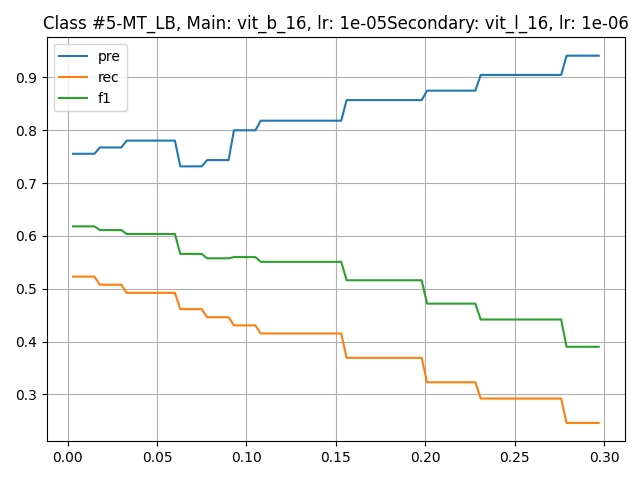 Class #5-MT_LB, Main: vit_b_16, lr: 1e-05Secondary: vit_l_16, lr: 1e-06
pre
rec
f1
0.9
0.8
0.7
0.6
0.5
0.4
0.3
0.00 0.05 0.10 0.15 0.20 0.25 0.30